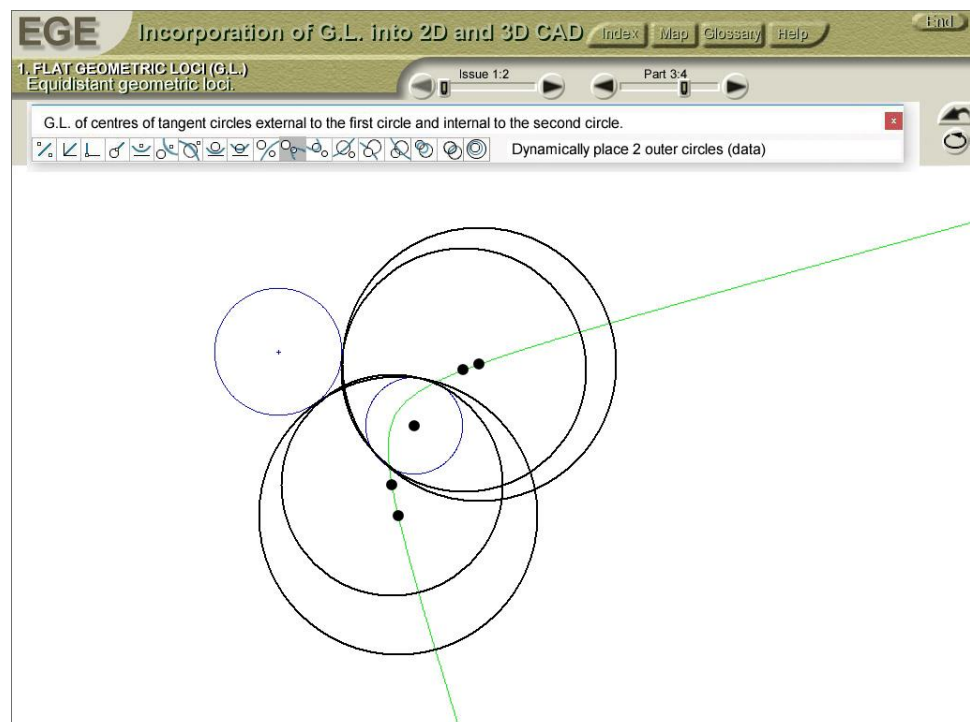 EGE Incorporation of G.L. into 2D and 3D CAD Index Map Glossary Help End
1. FLAT GEOMETRIC LOCI (G.L.)
Equidistant geometric loci.
Issue 1:2 Part 3:4
G.L. of centres of tangent circles external to the first circle and internal to the second circle. x
Dynamically place 2 outer circles (data)